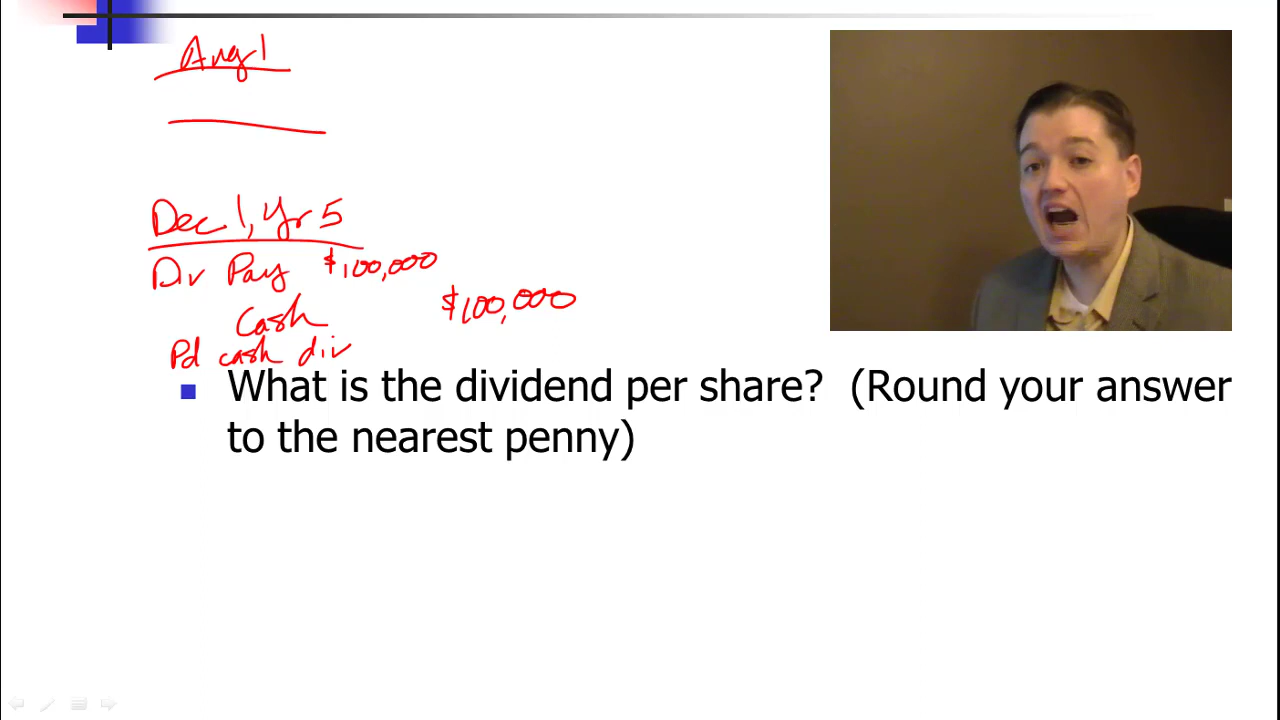 Aug 1
Dec 1, Yr 5
Div Pay $100,000
Cash $100,000
Pd cash div
What is the dividend per share? (Round your answer
to the nearest penny)